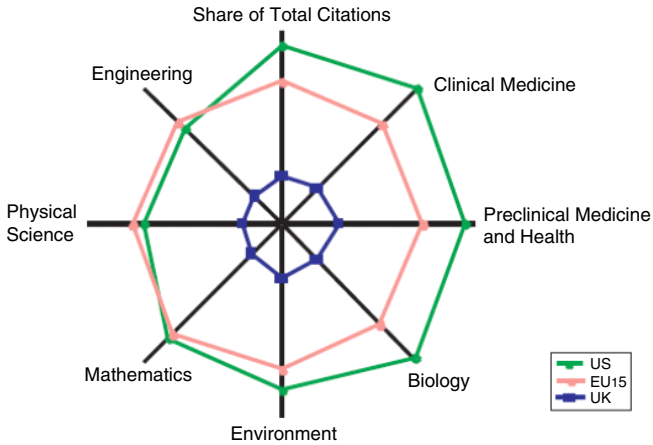 Share of Total Citations
Engineering
Clinical Medicine
Physical
Science
Preclinical Medicine
and Health
Mathematics
Biology
Environment
US
EU15
UK